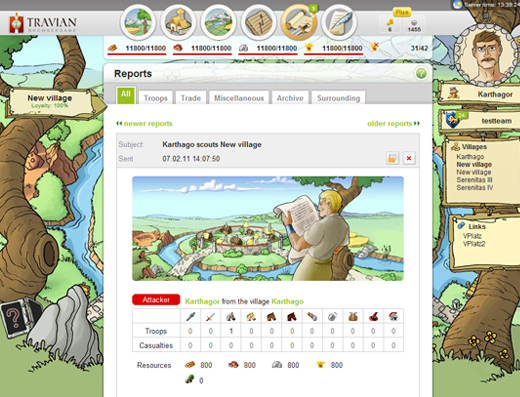 TRAVIAN
BROWSERGAME
5
Plus
6
1455
Server time: 13:39:24
11800/11800
11800/11800
11800/11800
11800/11800
31/42
Reports
All
Troops
Trade
Miscellaneous
Archive
Surrounding
New village
Loyalty: 100%
Karthagor
testteam
newer reports
older reports
Villages
Karthago
New village
New village
Serenitas III
Serenitas IV
Subject:
Karthago scouts New village
Sent
07.02.11 14:07:50
Links
VPlatz
VPlatz2
Attacker
Karthagor from the village Karthago
Troops 0 0 1 0 0 0 0 0 0 0 0
Casualties 0 0 0 0 0 0 0 0 0 0 0
Resources 800 800 800 800
0
?